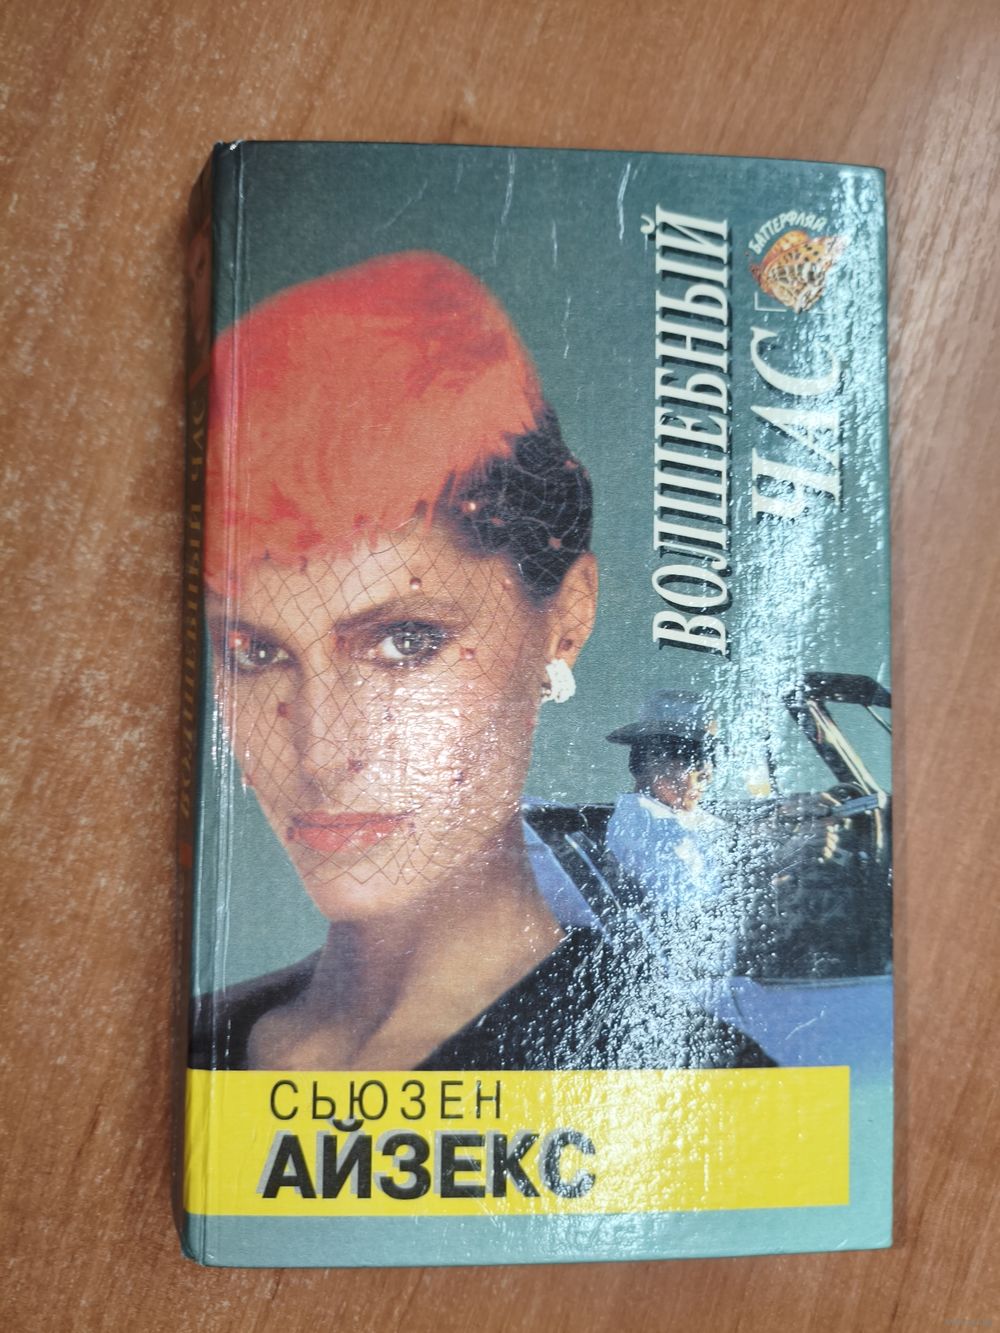 БАТТЕРФЛЯЙ
ВОЛШЕБНЫЙ
ЧАС
СЬЮЗЕН
АЙЗЕКС
ВОЛШЕБНЫЙ ЧАС